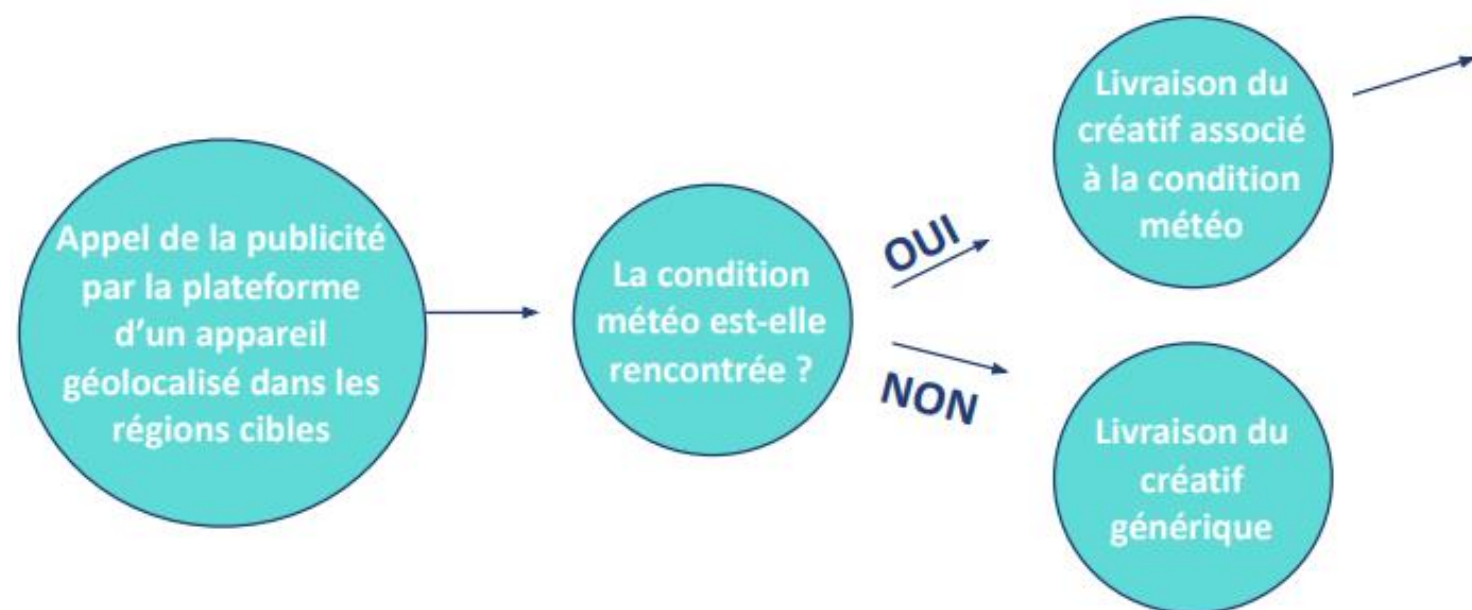 Appel de la publicité
par la plateforme
d’un appareil
géolocalisé dans les
régions cibles
La condition
météo est-elle
rencontrée ?
OUI
NON
Livraison du
créatif associé
à la condition
météo
Livraison du
créatif
générique